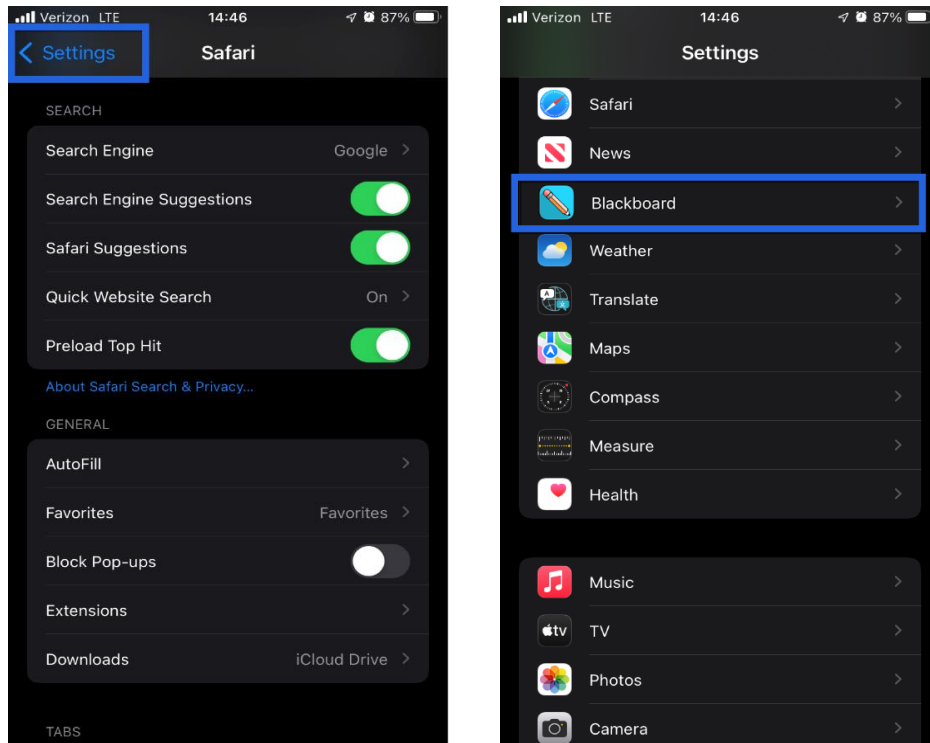 Verizon LTE 14:46 87%
Settings Safari
SEARCH
Search Engine Google
Search Engine Suggestions
Safari Suggestions
Quick Website Search On
Preload Top Hit
About Safari Search & Privacy...
GENERAL
AutoFill
Favorites Favorites
Block Pop-ups
Extensions
Downloads iCloud Drive
TABS
Verizon LTE 14:46 87%
Settings
Safari
News
Blackboard
Weather
Translate
Maps
Compass
Measure
Health
Music
tv TV
Photos
Camera